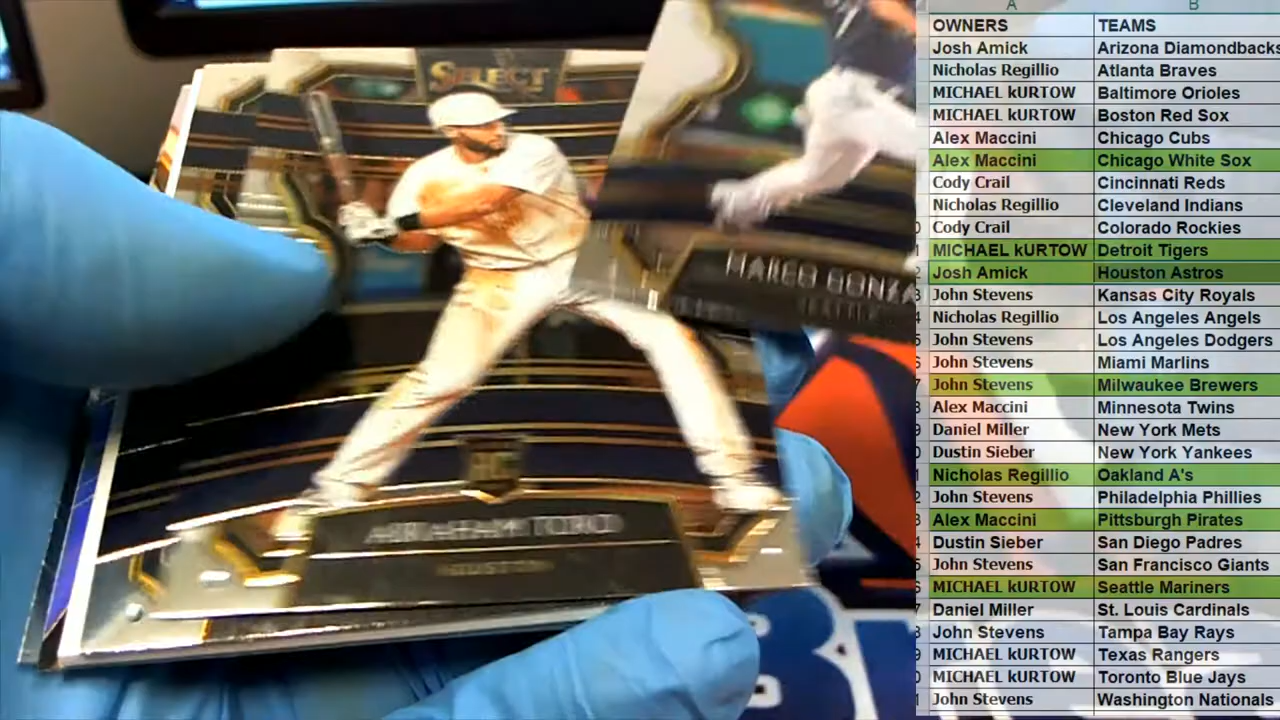 SELECT
MARCO GONZA
SEATTLE
RC
ABRAHAM TORO
HOUSTON
A B
OWNERS TEAMS
Josh Amick Arizona Diamondbacks
Nicholas Regillio Atlanta Braves
MICHAEL kURTOW Baltimore Orioles
MICHAEL kURTOW Boston Red Sox
Alex Maccini Chicago Cubs
Alex Maccini Chicago White Sox
Cody Crail Cincinnati Reds
Nicholas Regillio Cleveland Indians
Cody Crail Colorado Rockies
MICHAEL kURTOW Detroit Tigers
Josh Amick Houston Astros
John Stevens Kansas City Royals
Nicholas Regillio Los Angeles Angels
John Stevens Los Angeles Dodgers
John Stevens Miami Marlins
John Stevens Milwaukee Brewers
Alex Maccini Minnesota Twins
Daniel Miller New York Mets
Dustin Sieber New York Yankees
Nicholas Regillio Oakland A's
John Stevens Philadelphia Phillies
Alex Maccini Pittsburgh Pirates
Dustin Sieber San Diego Padres
John Stevens San Francisco Giants
MICHAEL kURTOW Seattle Mariners
Daniel Miller St. Louis Cardinals
John Stevens Tampa Bay Rays
MICHAEL kURTOW Texas Rangers
MICHAEL kURTOW Toronto Blue Jays
John Stevens Washington Nationals